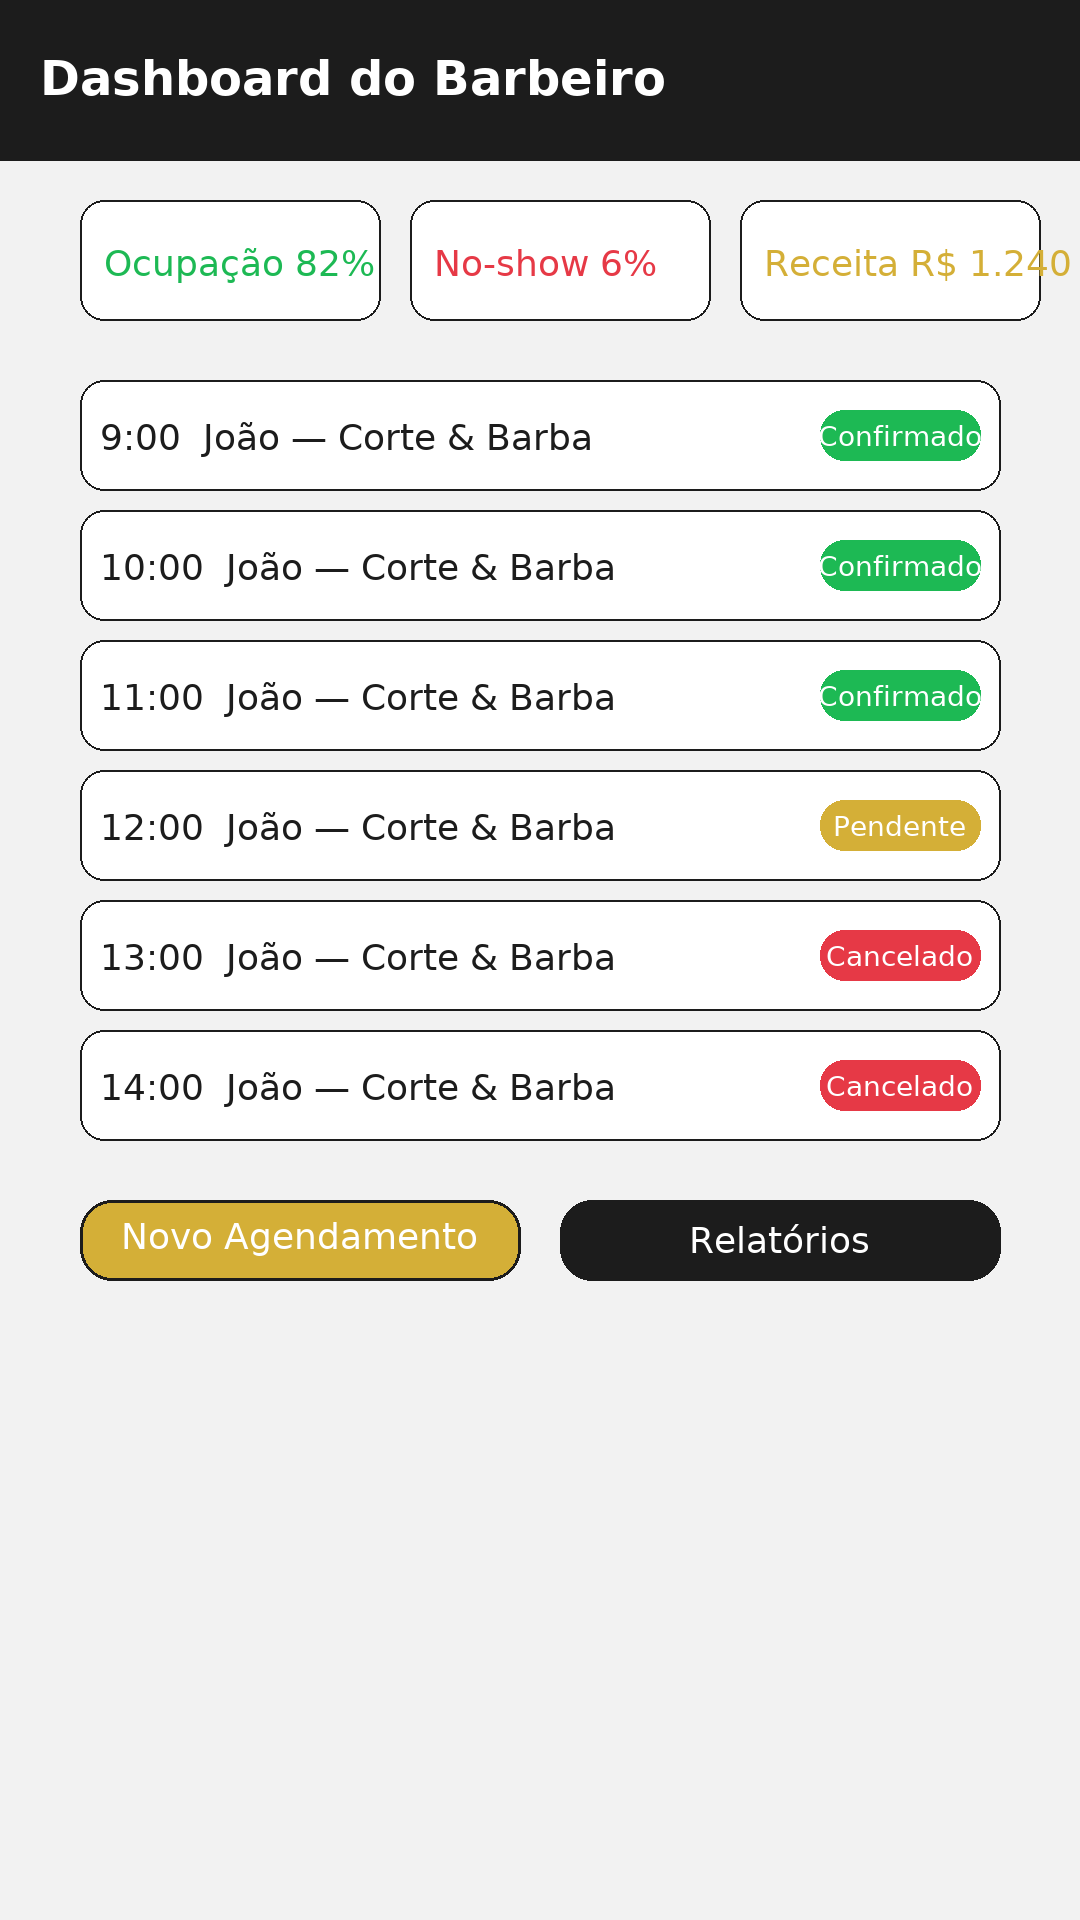 Dashboard do Barbeiro
Ocupação 82%
No-show 6%
Receita R$ 1.240
9:00 João — Corte & Barba Confirmado
10:00 João — Corte & Barba Confirmado
11:00 João — Corte & Barba Confirmado
12:00 João — Corte & Barba Pendente
13:00 João — Corte & Barba Cancelado
14:00 João — Corte & Barba Cancelado
Novo Agendamento
Relatórios